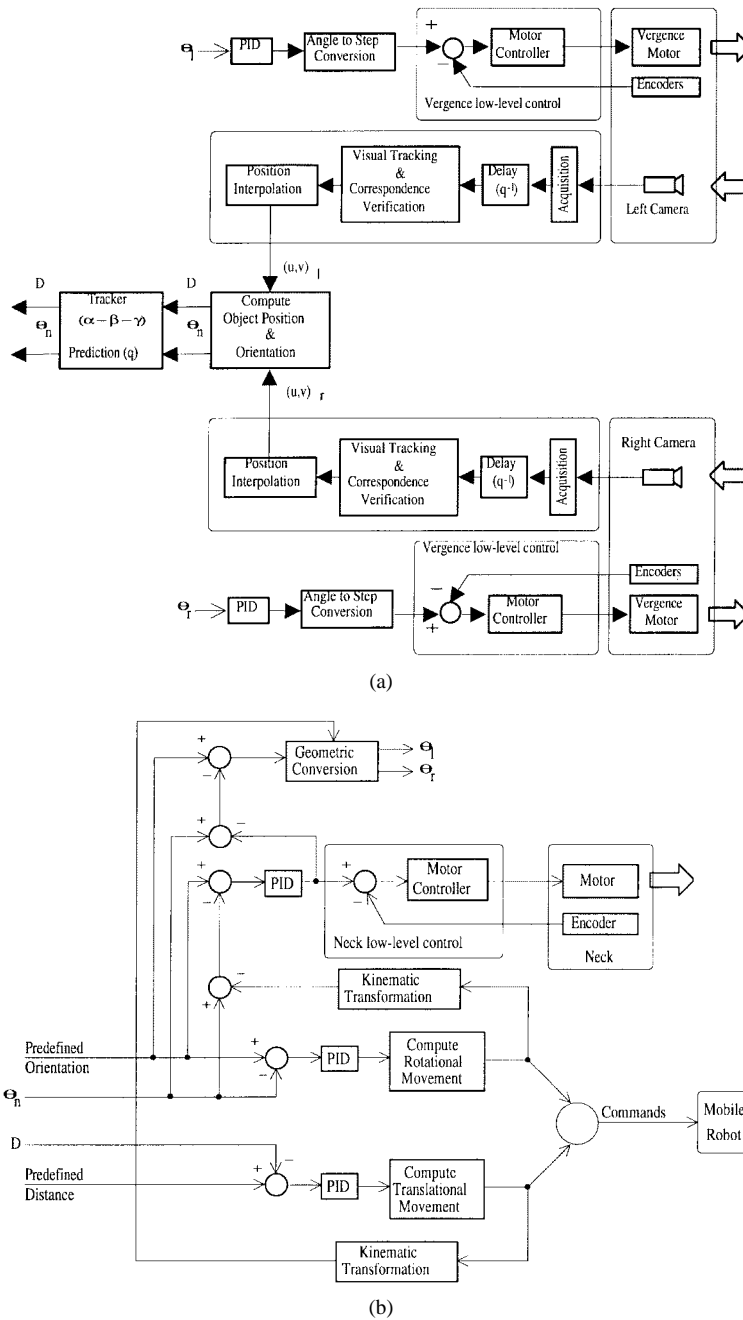 Θl
PID
Angle to Step
Conversion
+
−
Motor
Controller
Vergence
Motor
Encoders
Vergence low-level control
Position
Interpolation
Visual Tracking
&
Correspondence
Verification
Delay
(q-1)
Acquisition
Left Camera
(u,v) l
D
Θn
Tracker
(α−β−γ)
Prediction (q)
D
Θn
Compute
Object Position
&
Orientation
(u,v) r
Position
Interpolation
Visual Tracking
&
Correspondence
Verification
Delay
(q-1)
Acquisition
Right Camera
Vergence low-level control
Encoders
Θr
PID
Angle to Step
Conversion
−
+
Motor
Controller
Vergence
Motor
(a)
+
−
Geometric
Conversion
Θl
Θr
+
−
+
−
PID
+
−
Motor
Controller
Motor
Encoder
Neck low-level control
Neck
−
+
Kinematic
Transformation
Predefined
Orientation
+
−
PID
Compute
Rotational
Movement
Θn
Commands
Mobile
Robot
D
−
+
Predefined
Distance
PID
Compute
Translational
Movement
Kinematic
Transformation
(b)